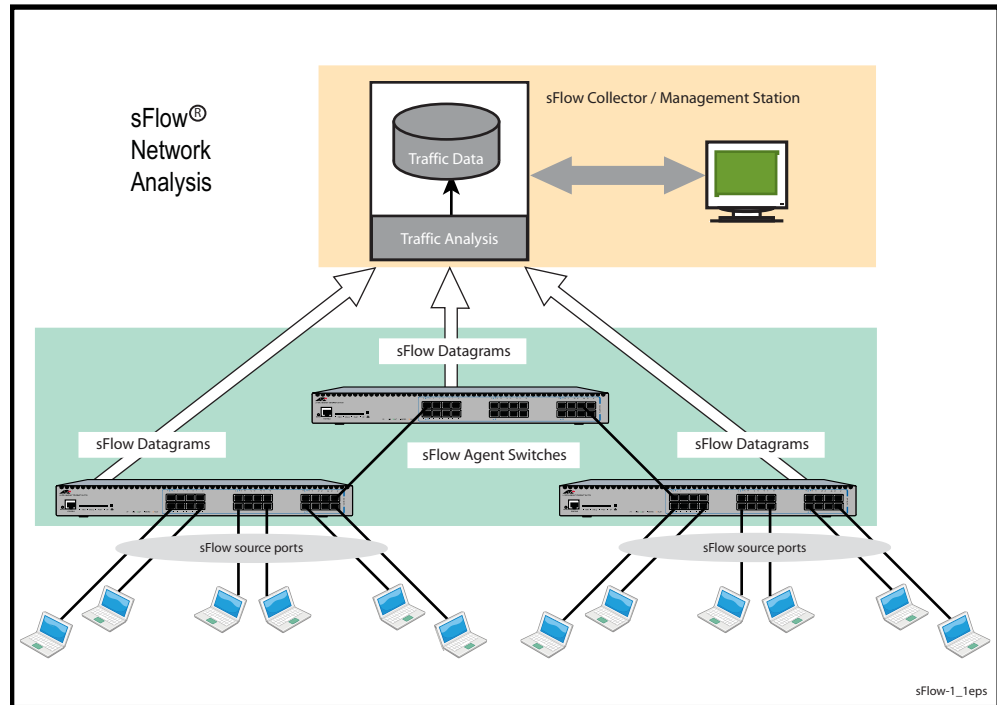 sFlow®
Network
Analysis
sFlow Collector / Management Station
Traffic Data
Traffic Analysis
sFlow Datagrams
sFlow Datagrams
sFlow Agent Switches
sFlow Datagrams
sFlow source ports
sFlow source ports
sFlow-1_1eps